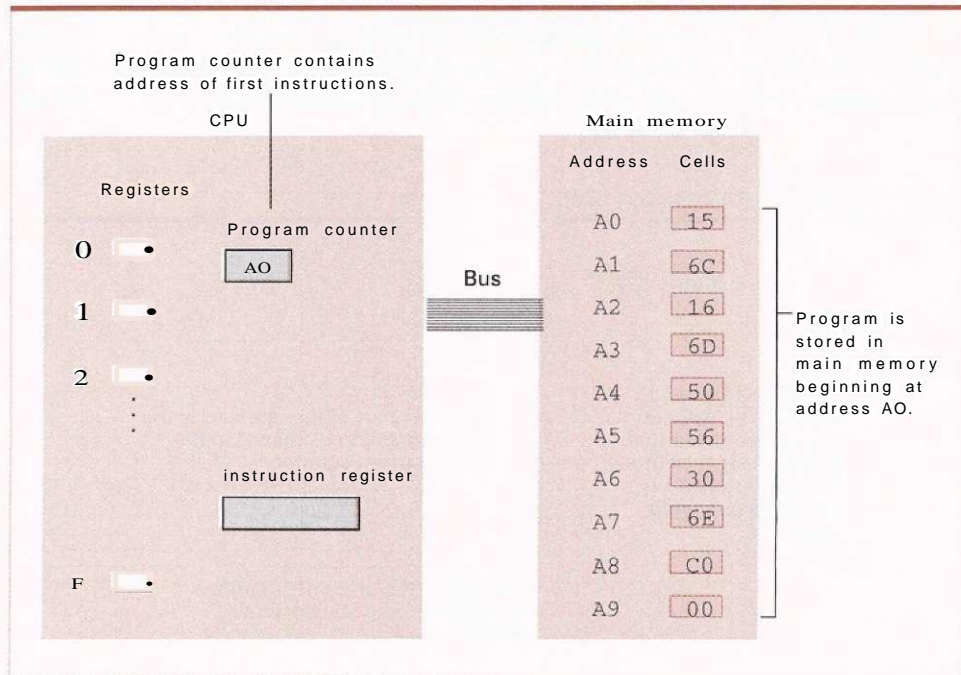 Program counter contains
address of first instructions.
CPU
Registers
0
1
2
F
Program counter
AO
instruction register
Bus
Main memory
Address Cells
A0 15
A1 6C
A2 16
A3 6D
A4 50
A5 56
A6 30
A7 6E
A8 C0
A9 00
Program is
stored in
main memory
beginning at
address AO.